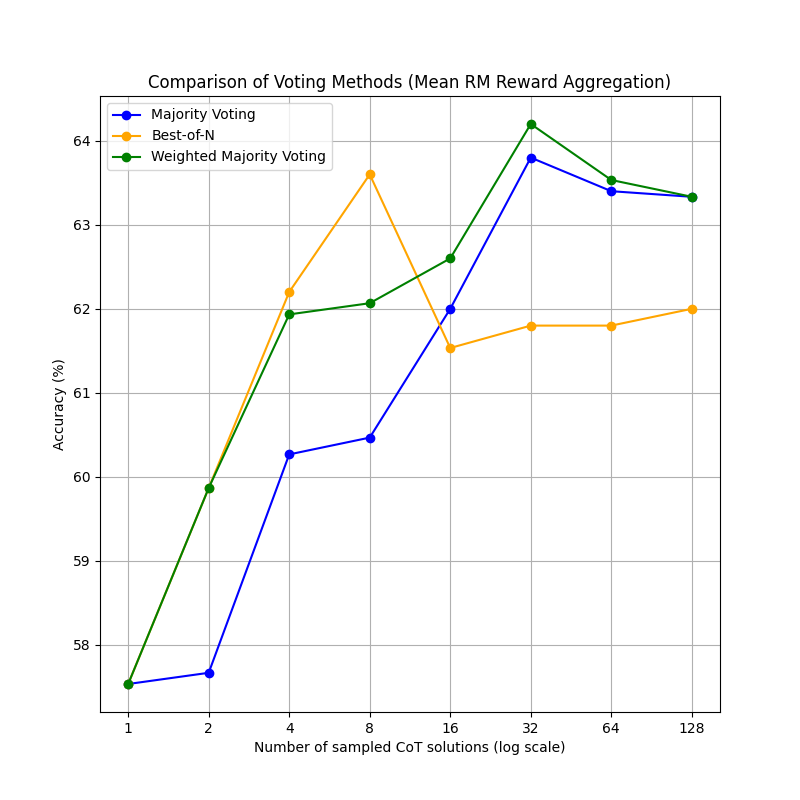 Comparison of Voting Methods (Mean RM Reward Aggregation)
Majority Voting
Best-of-N
Weighted Majority Voting
64
63
62
61
60
59
58
Accuracy (%)
1 2 4 8 16 32 64 128
Number of sampled CoT solutions (log scale)